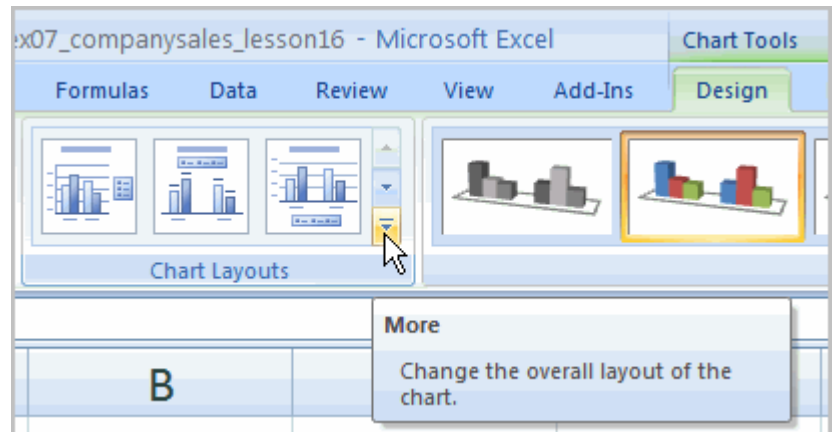 ex07_companysales_lesson16 - Microsoft Excel
Chart Tools
Formulas Data Review View Add-Ins Design
Chart Layouts
More
Change the overall layout of the
chart.
B